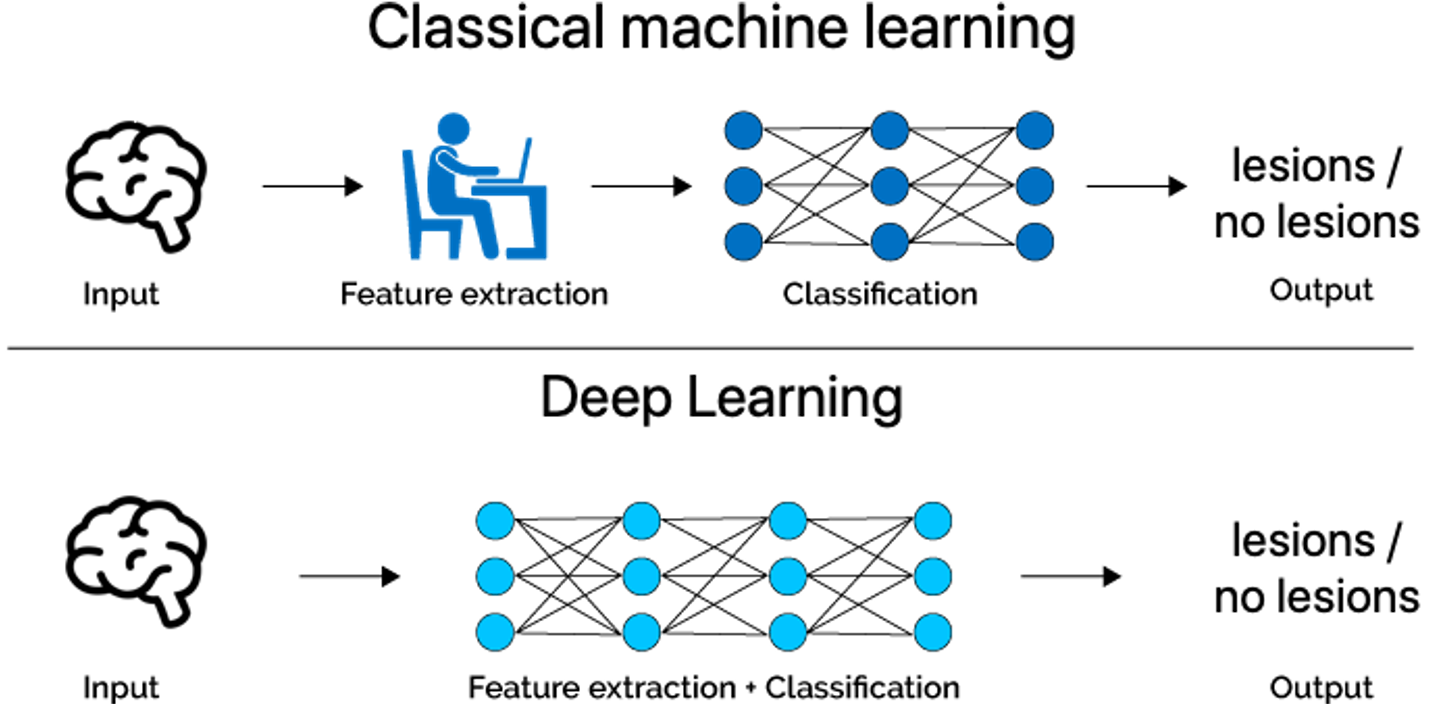 Classical machine learning
lesions /
no lesions
Input
Feature extraction
Classification
Output
Deep Learning
lesions /
no lesions
Input
Feature extraction + Classification
Output